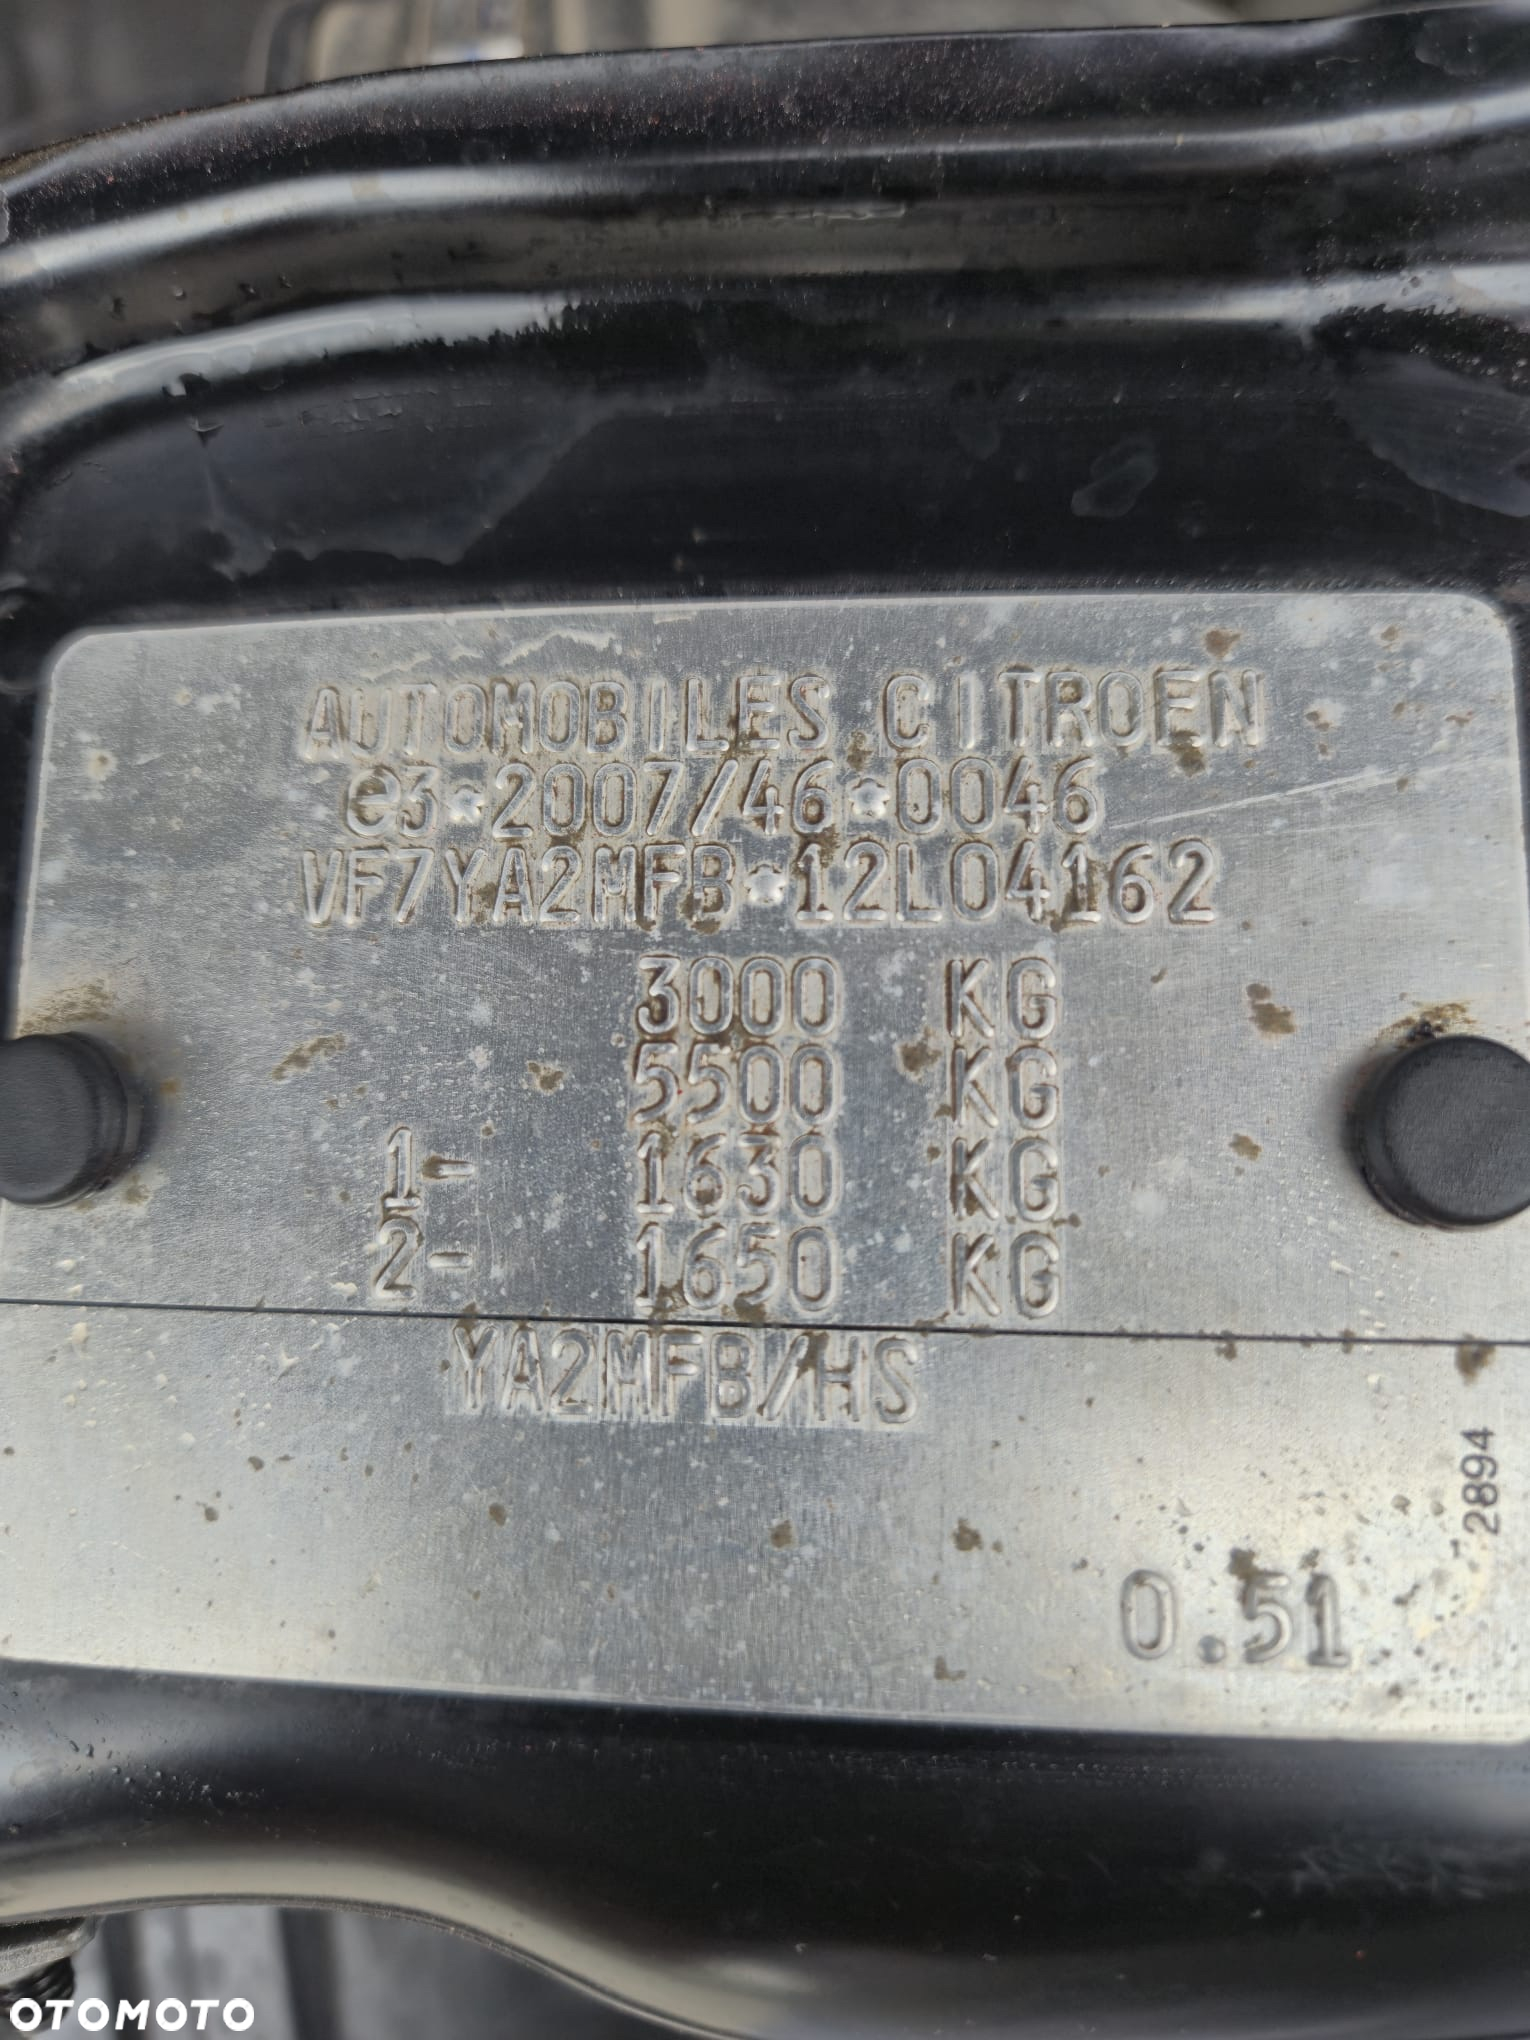 AUTOMOBILES CITROEN
e3*2007/46*0046
VF7YA2MFB*12L04162
3000 KG
5500 KG
1- 1630 KG
2- 1650 KG
YA2MFB/HS
2894
0.51
OTOMOTO